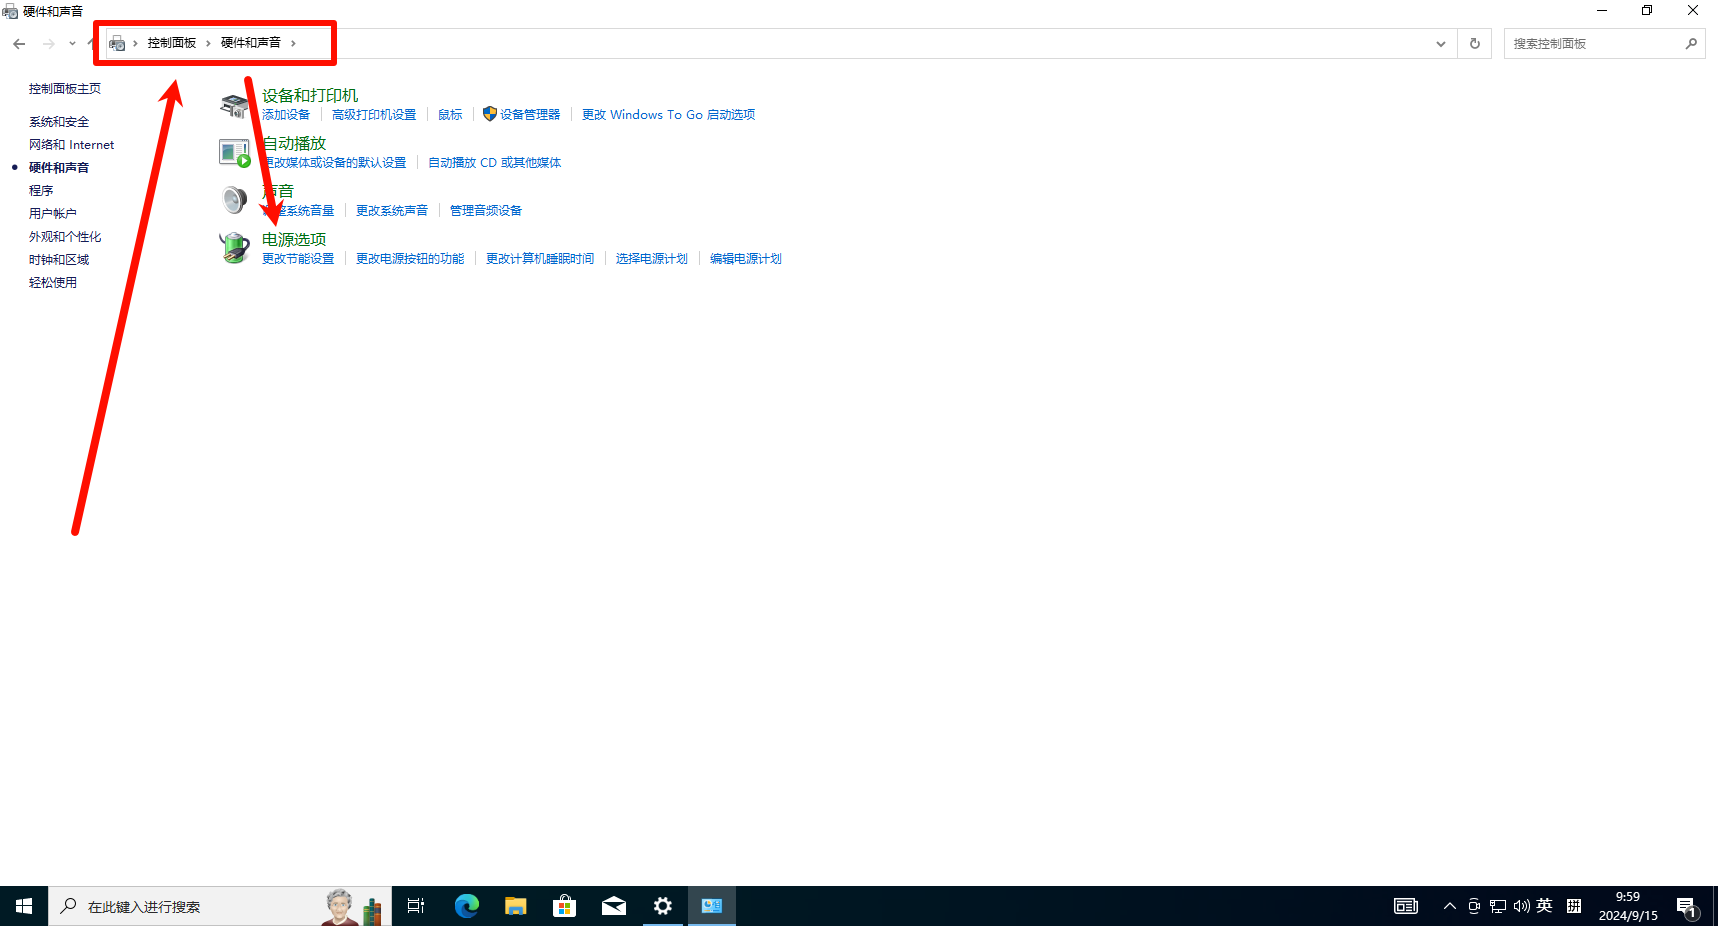 硬件和声音
控制面板 硬件和声音
搜索控制面板
控制面板主页
系统和安全
网络和 Internet
硬件和声音
程序
用户帐户
外观和个性化
时钟和区域
轻松使用
设备和打印机
添加设备 高级打印机设置 鼠标 设备管理器 更改 Windows To Go 启动选项
自动播放
更改媒体或设备的默认设置 自动播放 CD 或其他媒体
声音
调整系统音量 更改系统声音 管理音频设备
电源选项
更改节能设置 更改电源按钮的功能 更改计算机睡眠时间 选择电源计划 编辑电源计划
在此键入进行搜索
英 拼
9:59
2024/9/15
1